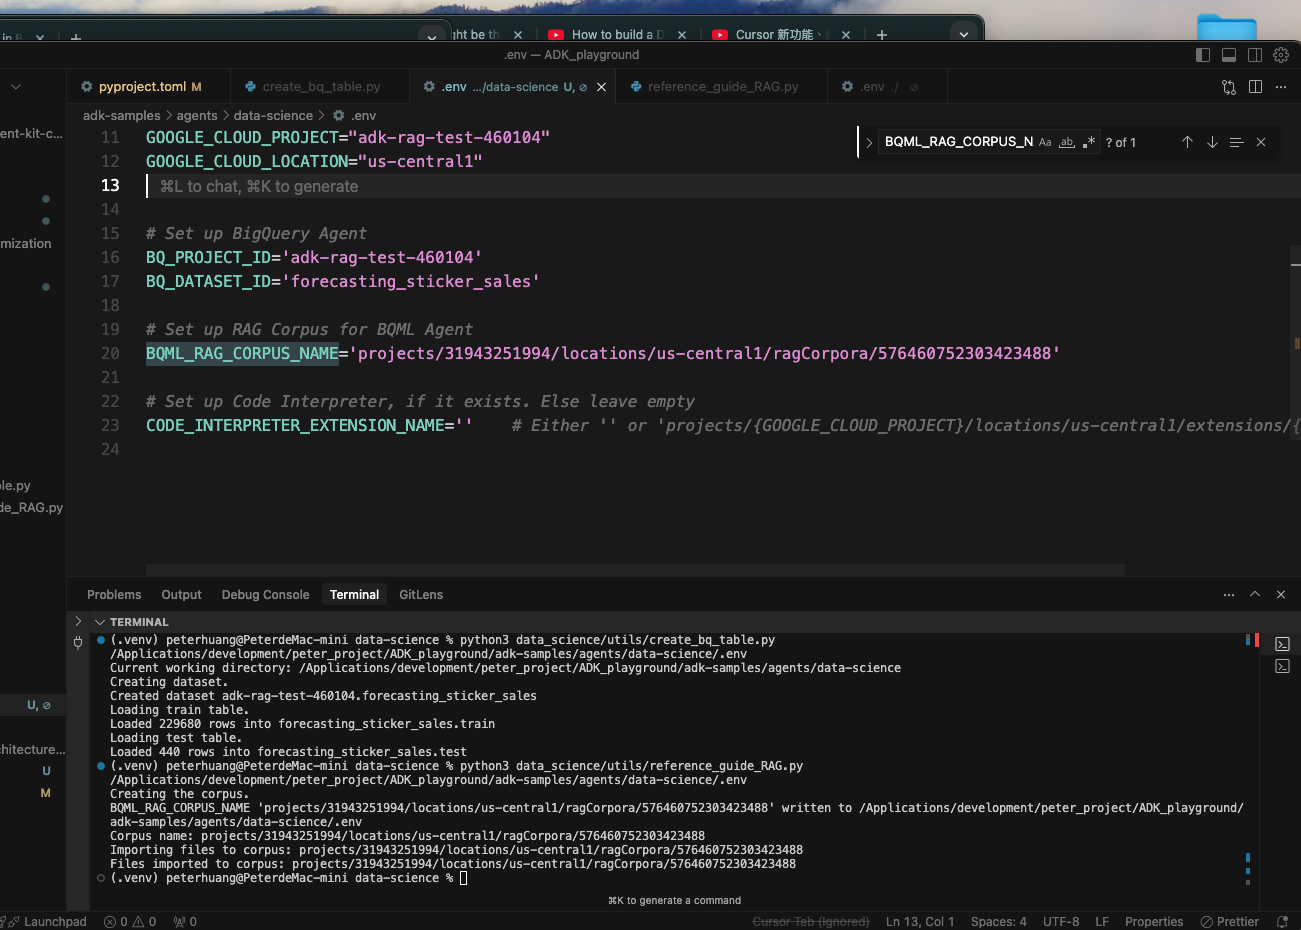 in B
ght be th
How to build a D
Cursor 新功能、
.env — ADK_playground
pyproject.toml M
create_bq_table.py
.env .../data-science U,
reference_guide_RAG.py
.env ./
adk-samples > agents > data-science > .env
ent-kit-c...
mization
ple.py
de_RAG.py
U,
chitecture...
U
M
BQML_RAG_CORPUS_N Aa ab .* ? of 1
11 GOOGLE_CLOUD_PROJECT="adk-rag-test-460104"
12 GOOGLE_CLOUD_LOCATION="us-central1"
13 ⌘L to chat, ⌘K to generate
14
15 # Set up BigQuery Agent
16 BQ_PROJECT_ID='adk-rag-test-460104'
17 BQ_DATASET_ID='forecasting_sticker_sales'
18
19 # Set up RAG Corpus for BQML Agent
20 BQML_RAG_CORPUS_NAME='projects/31943251994/locations/us-central1/ragCorpora/576460752303423488'
21
22 # Set up Code Interpreter, if it exists. Else leave empty
23 CODE_INTERPRETER_EXTENSION_NAME='' # Either '' or 'projects/{GOOGLE_CLOUD_PROJECT}/locations/us-central1/extensions/{
24
Problems Output Debug Console Terminal GitLens
TERMINAL
(.venv) peterhuang@PeterdeMac-mini data-science % python3 data_science/utils/create_bq_table.py
/Applications/development/peter_project/ADK_playground/adk-samples/agents/data-science/.env
Current working directory: /Applications/development/peter_project/ADK_playground/adk-samples/agents/data-science
Creating dataset.
Created dataset adk-rag-test-460104.forecasting_sticker_sales
Loading train table.
Loaded 229680 rows into forecasting_sticker_sales.train
Loading test table.
Loaded 440 rows into forecasting_sticker_sales.test
(.venv) peterhuang@PeterdeMac-mini data-science % python3 data_science/utils/reference_guide_RAG.py
/Applications/development/peter_project/ADK_playground/adk-samples/agents/data-science/.env
Creating the corpus.
BQML_RAG_CORPUS_NAME 'projects/31943251994/locations/us-central1/ragCorpora/576460752303423488' written to /Applications/development/peter_project/ADK_playground/
adk-samples/agents/data-science/.env
Corpus name: projects/31943251994/locations/us-central1/ragCorpora/576460752303423488
Importing files to corpus: projects/31943251994/locations/us-central1/ragCorpora/576460752303423488
Files imported to corpus: projects/31943251994/locations/us-central1/ragCorpora/576460752303423488
(.venv) peterhuang@PeterdeMac-mini data-science %
⌘K to generate a command
Launchpad 0 0 0 Cursor Tab (Ignored) Ln 13, Col 1 Spaces: 4 UTF-8 LF Properties Prettier